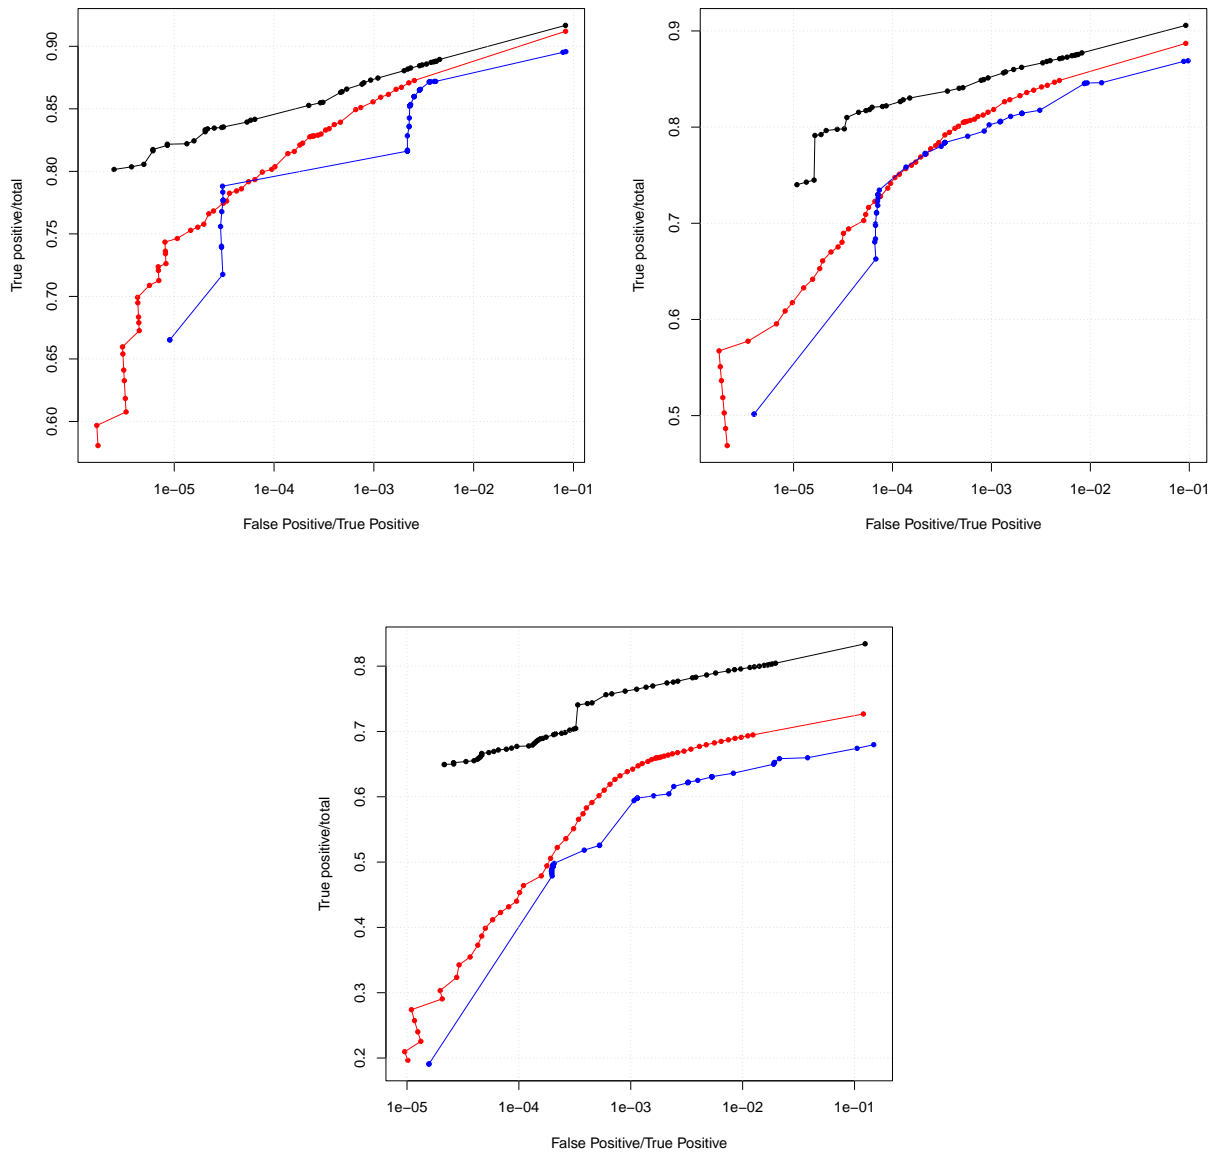 0.90
0.85
0.80
0.75
0.70
0.65
0.60
True positive/total
1e−05 1e−04 1e−03 1e−02 1e−01
False Positive/True Positive
0.9
0.8
0.7
0.6
0.5
True positive/total
1e−05 1e−04 1e−03 1e−02 1e−01
False Positive/True Positive
0.8
0.7
0.6
0.5
0.4
0.3
0.2
True positive/total
1e−05 1e−04 1e−03 1e−02 1e−01
False Positive/True Positive